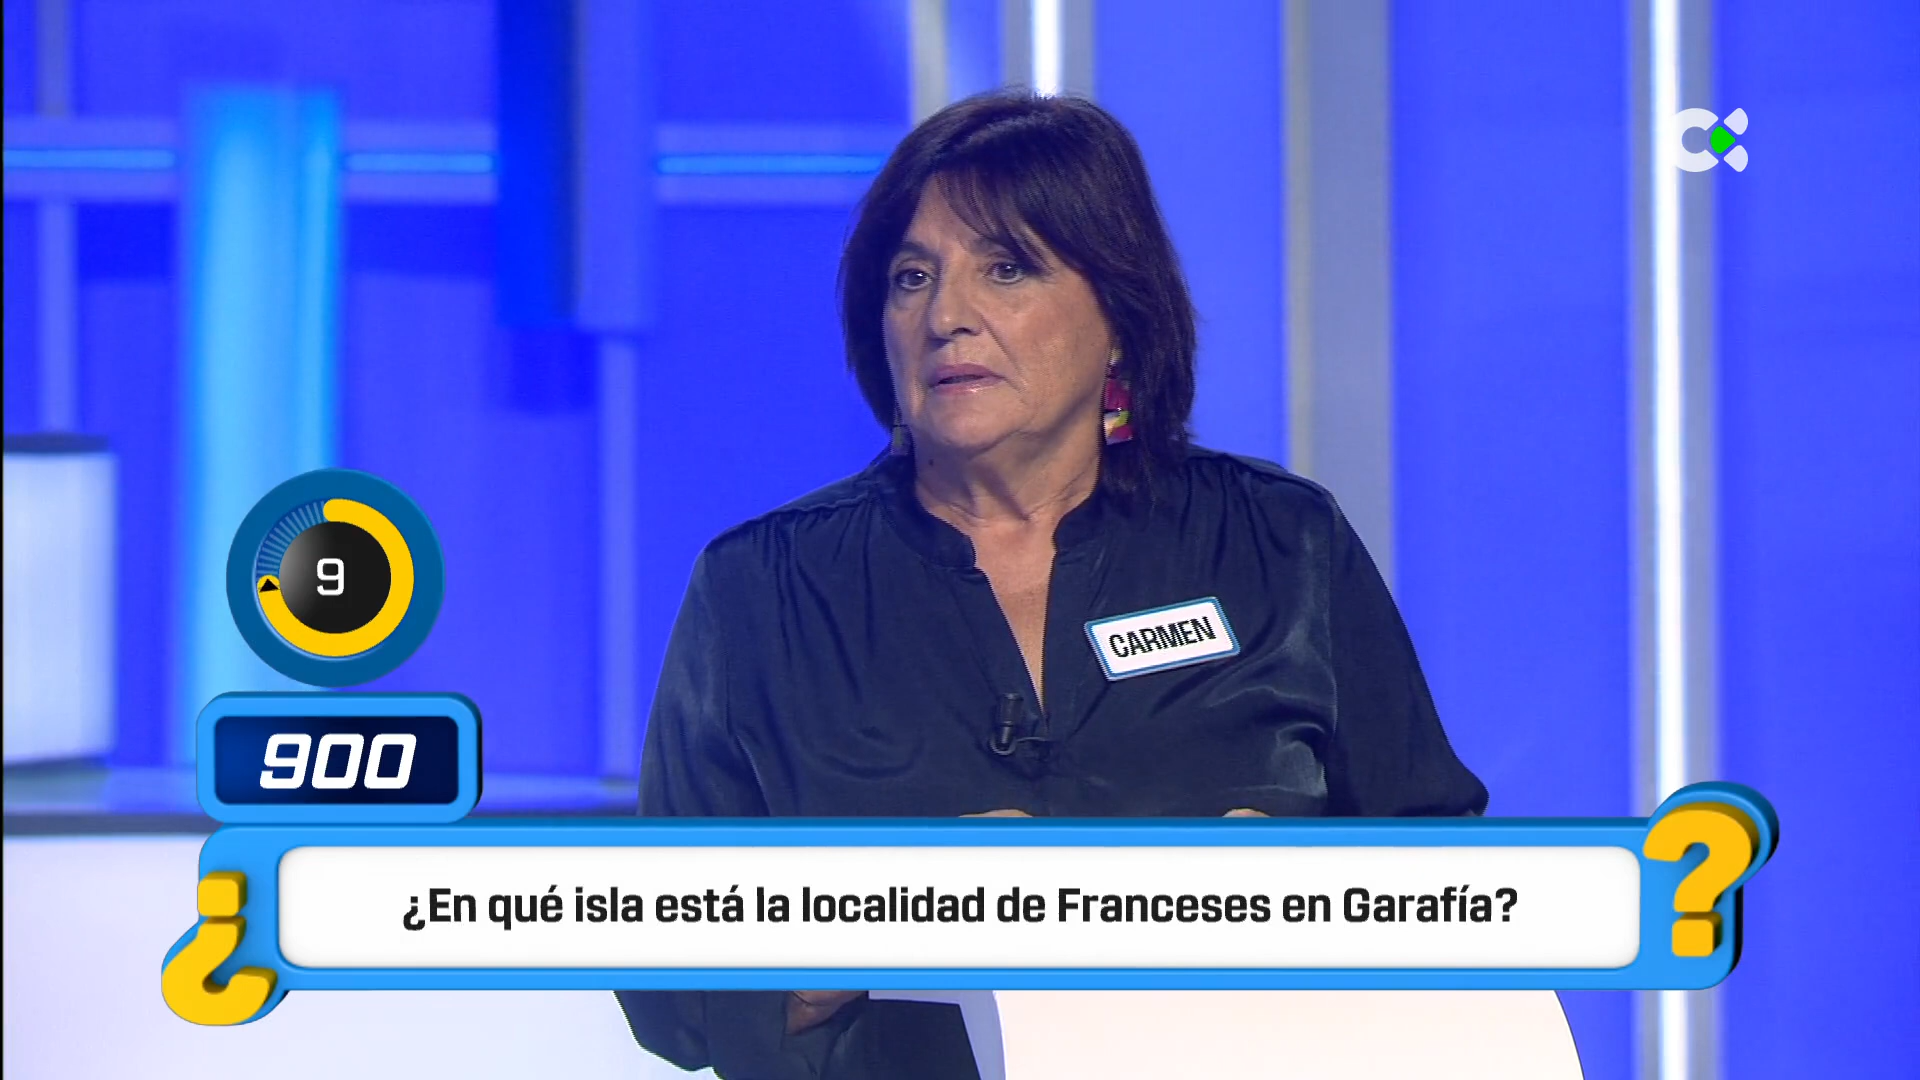 CARMEN
9
900
¿En qué isla está la localidad de Franceses en Garafía?